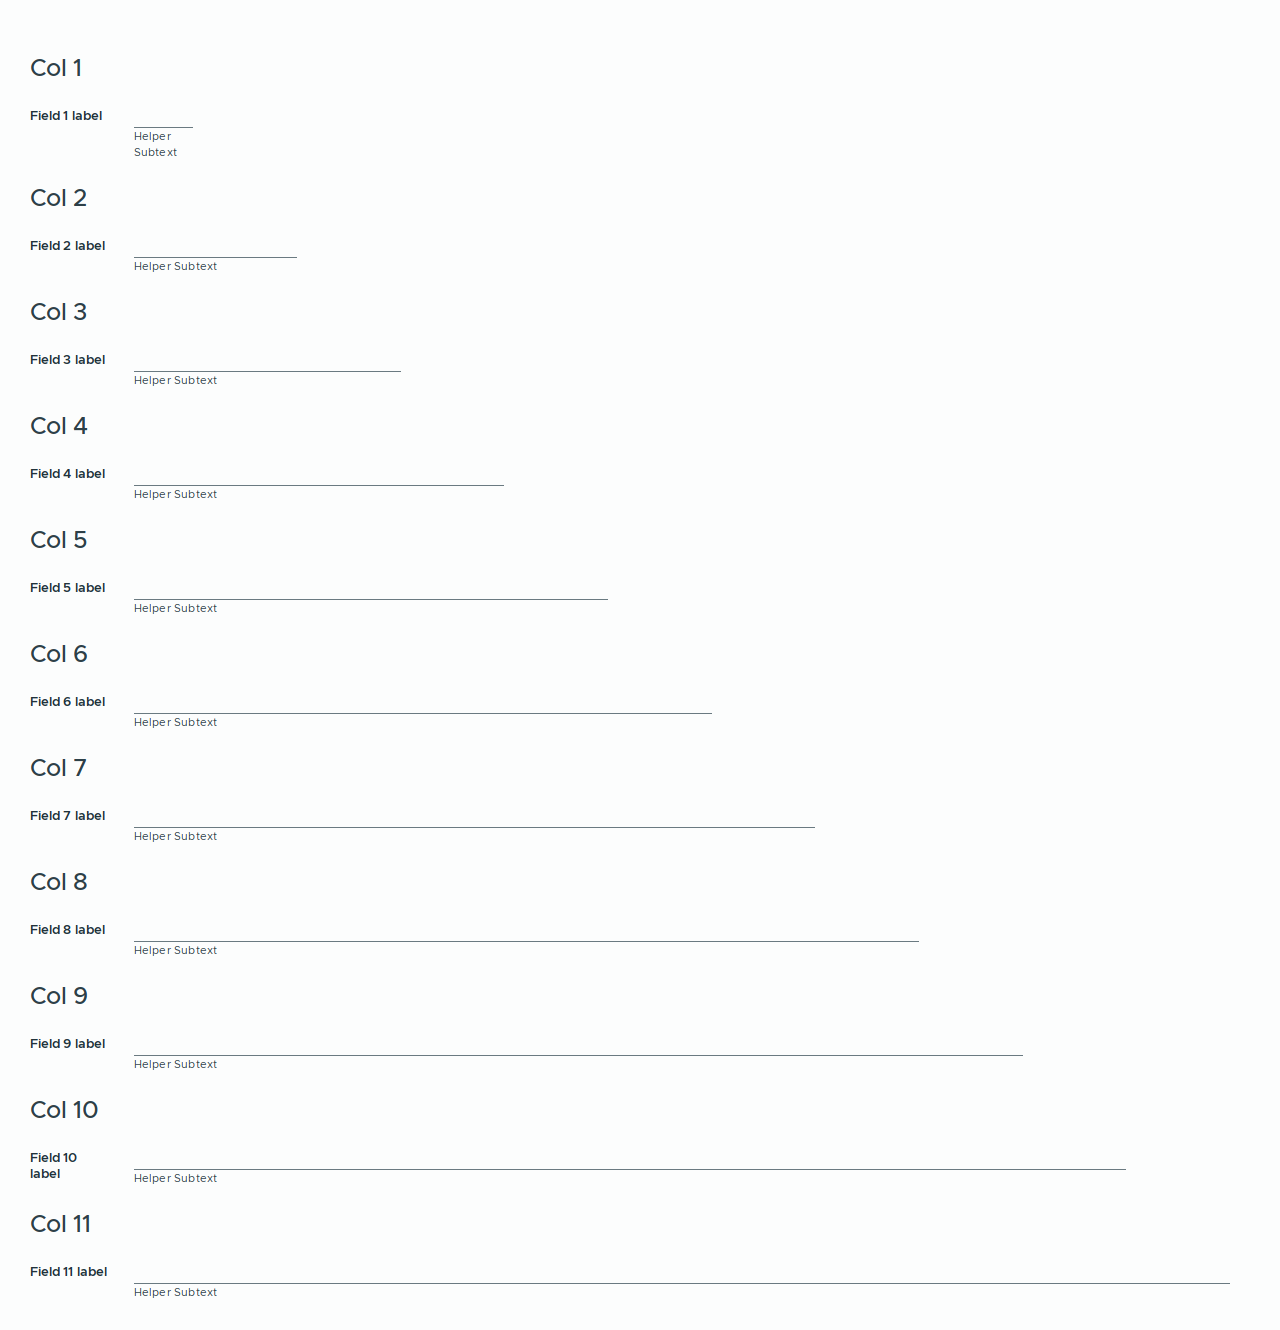 Col 1
Field 1 label
Helper
Subtext
Col 2
Field 2 label
Helper Subtext
Col 3
Field 3 label
Helper Subtext
Col 4
Field 4 label
Helper Subtext
Col 5
Field 5 label
Helper Subtext
Col 6
Field 6 label
Helper Subtext
Col 7
Field 7 label
Helper Subtext
Col 8
Field 8 label
Helper Subtext
Col 9
Field 9 label
Helper Subtext
Col 10
Field 10
label
Helper Subtext
Col 11
Field 11 label
Helper Subtext